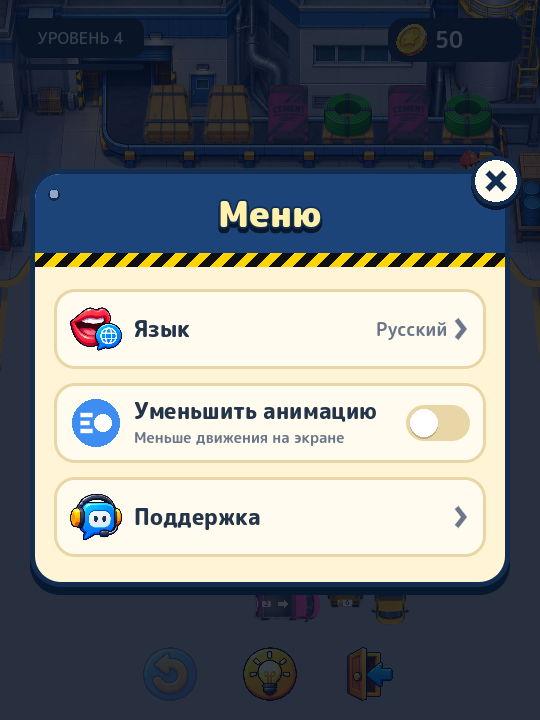 УРОВЕНЬ 4
50
Меню
Язык
Русский
Уменьшить анимацию
Меньше движения на экране
Поддержка